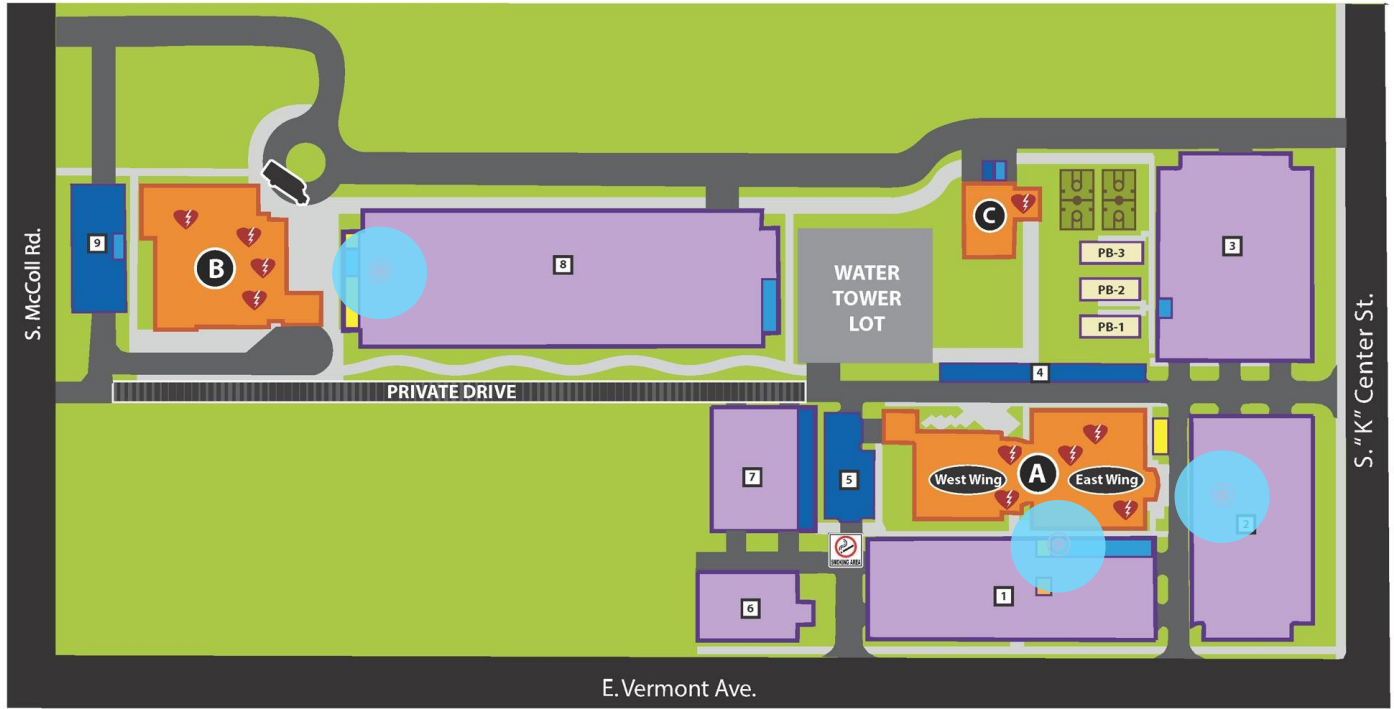 S. McColl Rd.
9
B
8
WATER
TOWER
LOT
C
PB-3
PB-2
PB-1
3
S. "K" Center St.
PRIVATE DRIVE
4
7
5
West Wing
A
East Wing
2
SMOKING AREA
6
1
E. Vermont Ave.